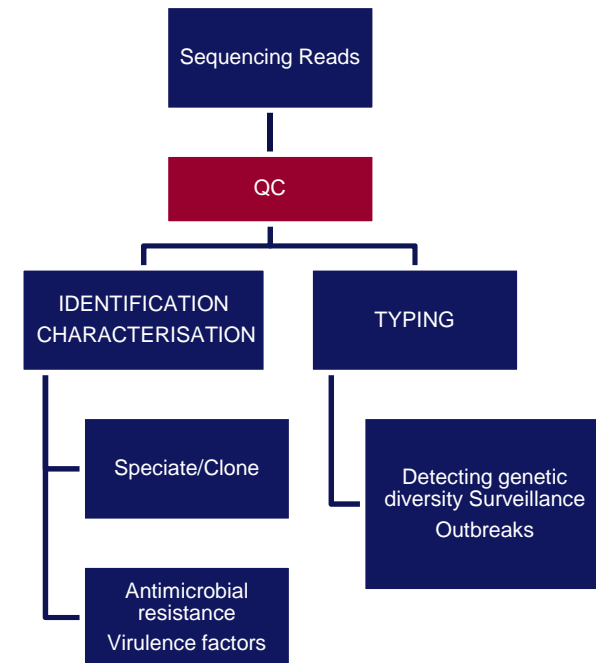 Sequencing Reads
QC
IDENTIFICATION
CHARACTERISATION
TYPING
Speciate/Clone
Detecting genetic
diversity Surveillance
Outbreaks
Antimicrobial
resistance
Virulence factors